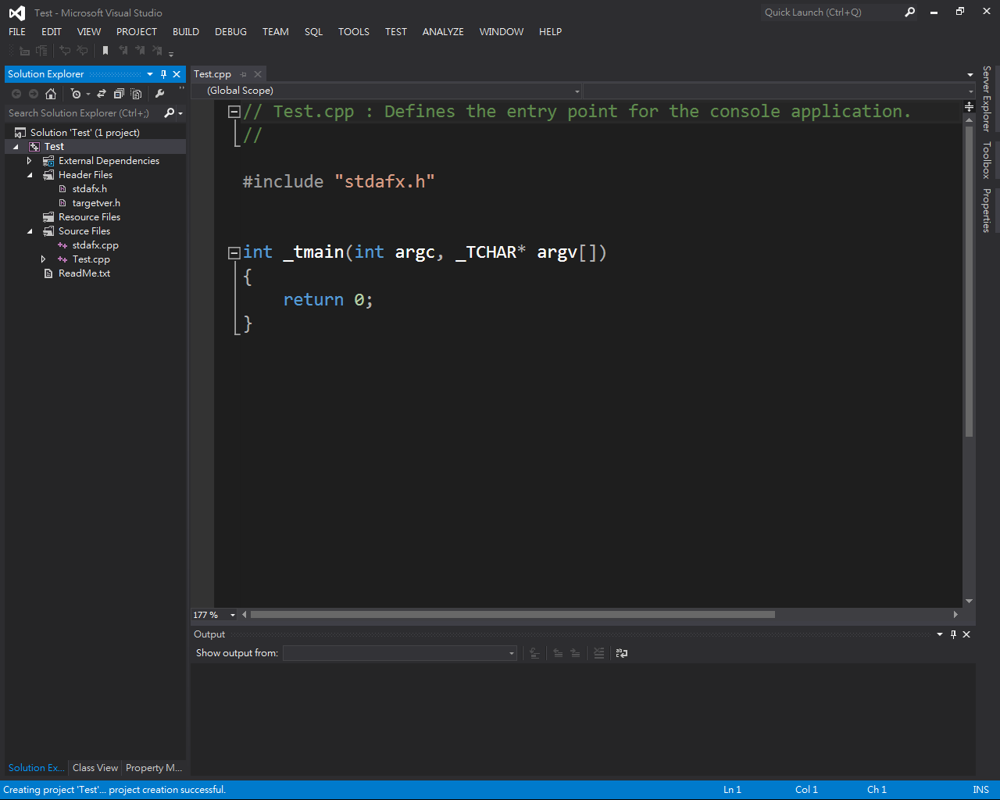 Test - Microsoft Visual Studio
Quick Launch (Ctrl+Q)
FILE EDIT VIEW PROJECT BUILD DEBUG TEAM SQL TOOLS TEST ANALYZE WINDOW HELP
Solution Explorer
Search Solution Explorer (Ctrl+;)
Solution 'Test' (1 project)
Test
External Dependencies
Header Files
stdafx.h
targetver.h
Resource Files
Source Files
stdafx.cpp
Test.cpp
ReadMe.txt
Solution Ex...
Class View
Property M...
Test.cpp
(Global Scope)
// Test.cpp : Defines the entry point for the console application.
//
#include "stdafx.h"
int _tmain(int argc, _TCHAR* argv[])
{
return 0;
}
177 %
Output
Show output from:
Server Explorer
Toolbox
Properties
Creating project 'Test'... project creation successful.
Ln 1
Col 1
Ch 1
INS